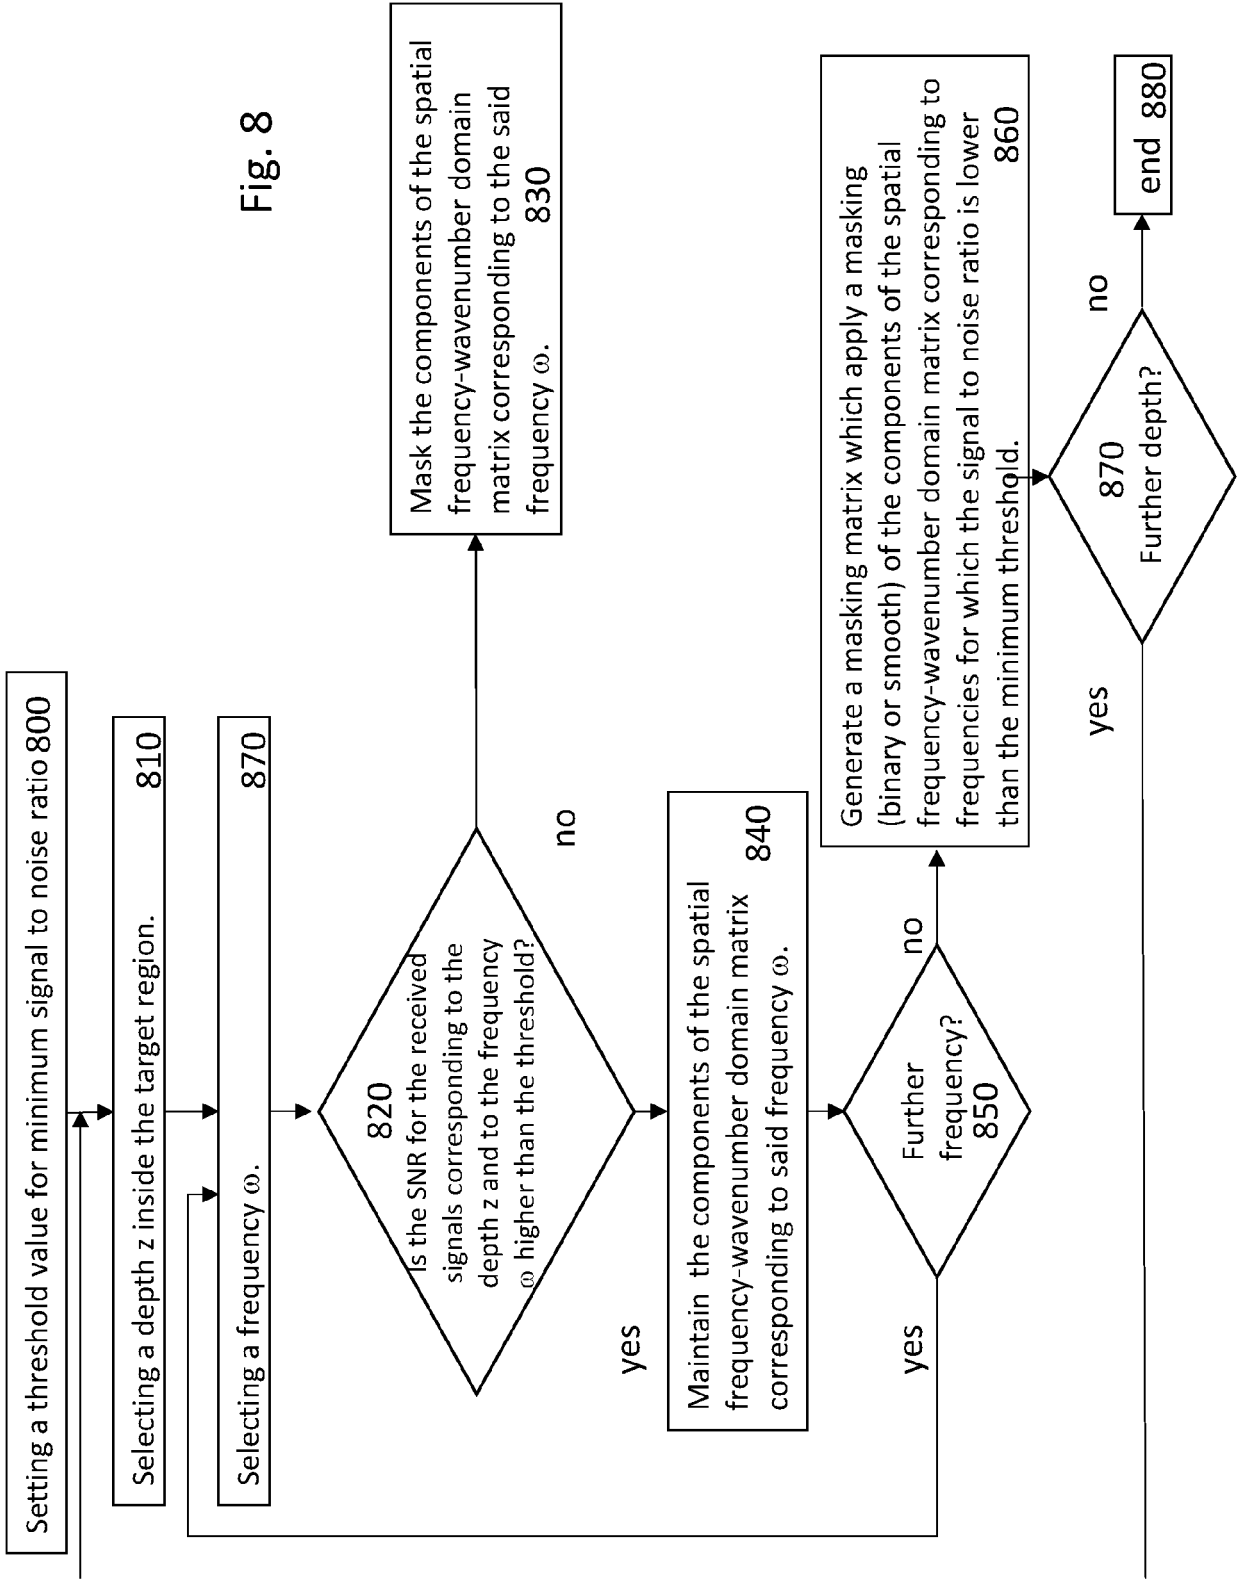 Fig. 8
Setting a threshold value for minimum signal to noise ratio 800
Selecting a depth z inside the target region. 810
Selecting a frequency ω. 870
820
Is the SNR for the received
signals corresponding to the
depth z and to the frequency
ω higher than the threshold?
no
Mask the components of the spatial
frequency-wavenumber domain
matrix corresponding to the said
frequency ω. 830
yes
Maintain the components of the spatial
frequency-wavenumber domain matrix
corresponding to said frequency ω.
840
Further
frequency?
850
yes
no
Generate a masking matrix which apply a masking
(binary or smooth) of the components of the spatial
frequency-wavenumber domain matrix corresponding to
frequencies for which the signal to noise ratio is lower
than the minimum threshold. 860
870
Further depth?
yes
no
end 880